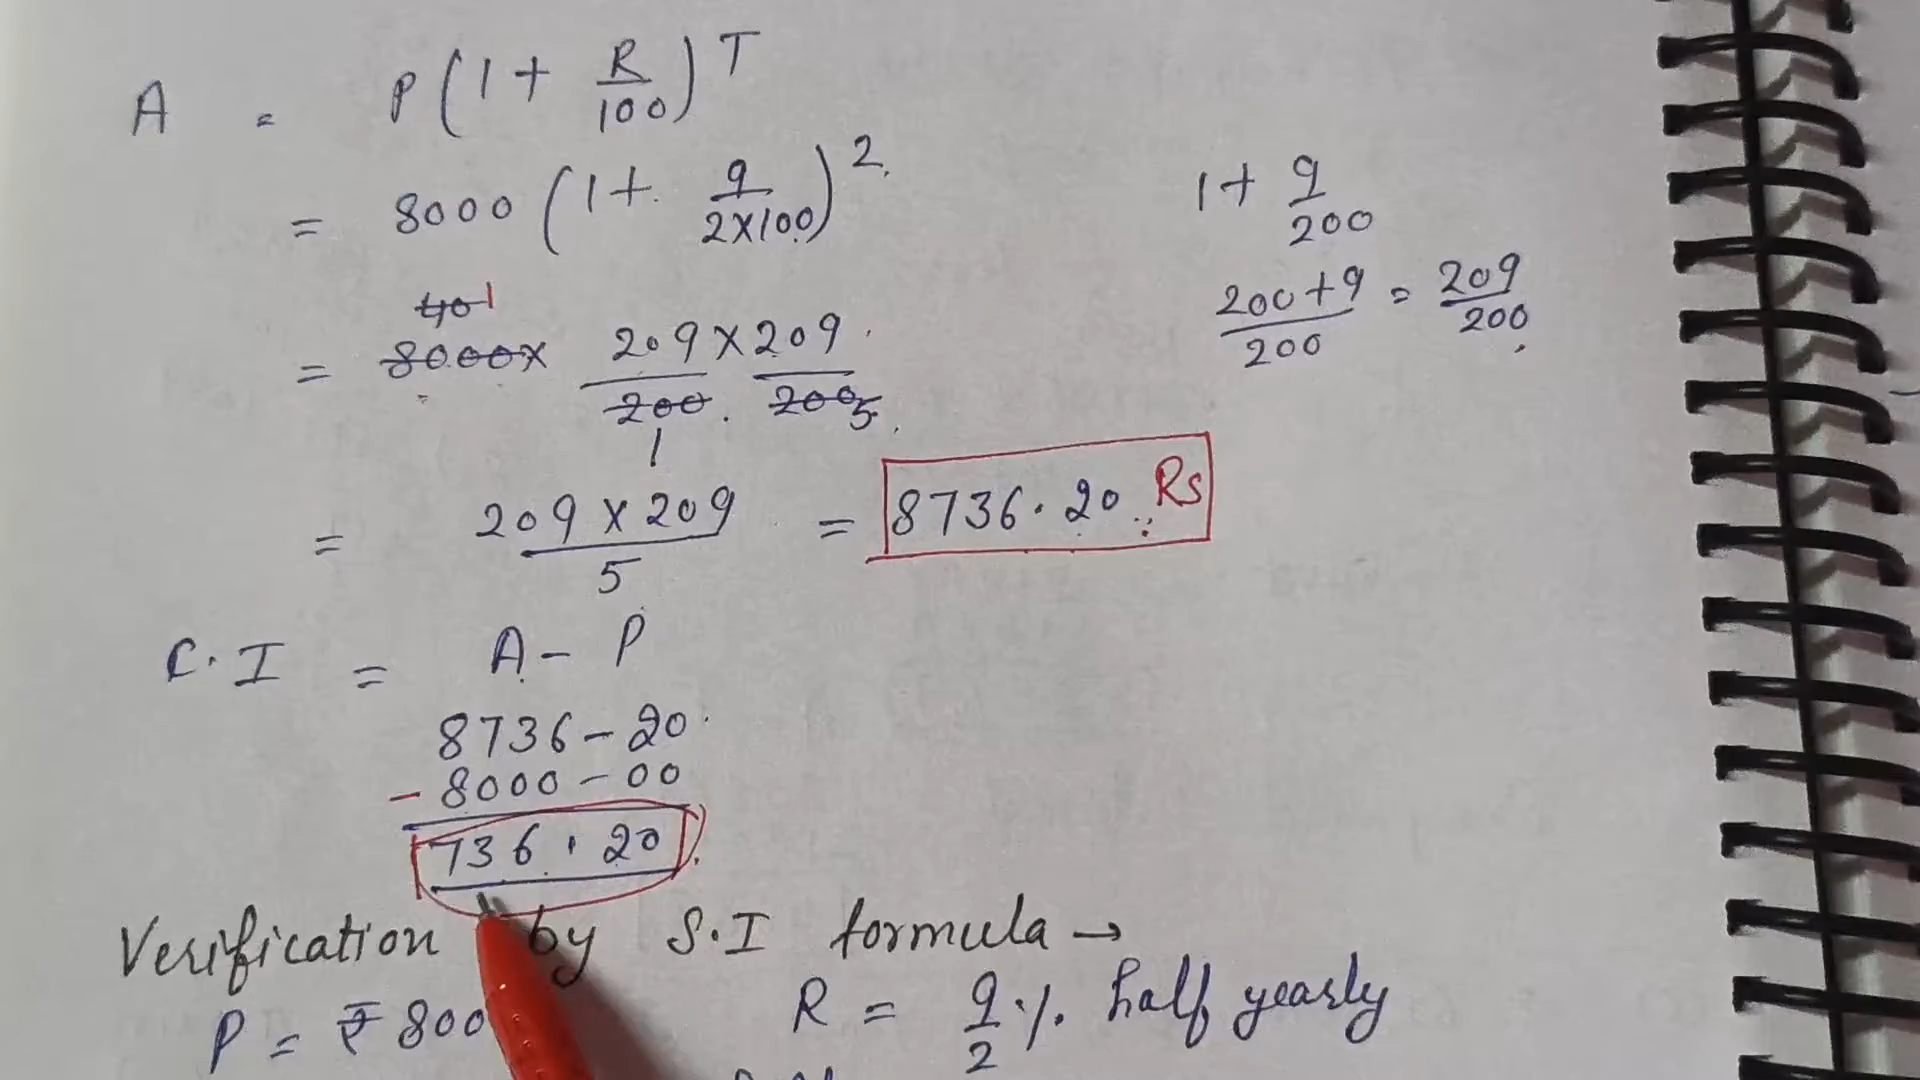 A = P(1 + R/100)^T
= 8000 (1 + 9/2×100)^2
1 + 9/200
200+9/200 = 209/200
40 1
= 8000 × 209 × 209 / 200 . 200 5
1
= 209 × 209 / 5 = 8736.20 Rs
C.I = A - P
8736 - 20
- 8000 - 00
736.20
Verification by S.I formula →
P = ₹ 800
R = 9/2 %. half yearly